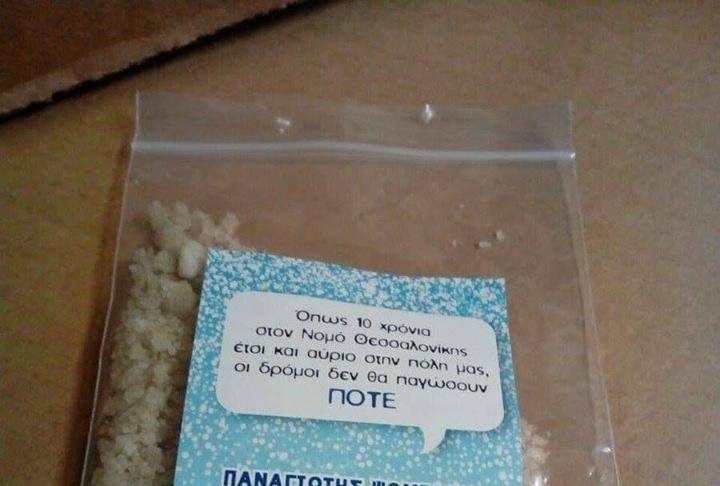 Όπως 10 χρόνια
στον Νομό Θεσσαλονίκης
έτσι και αύριο στην πόλη μας,
οι δρόμοι δεν θα παγώσουν
ΠΟΤΕ
ΠΑΝΑΓΙΩΤΗΣ